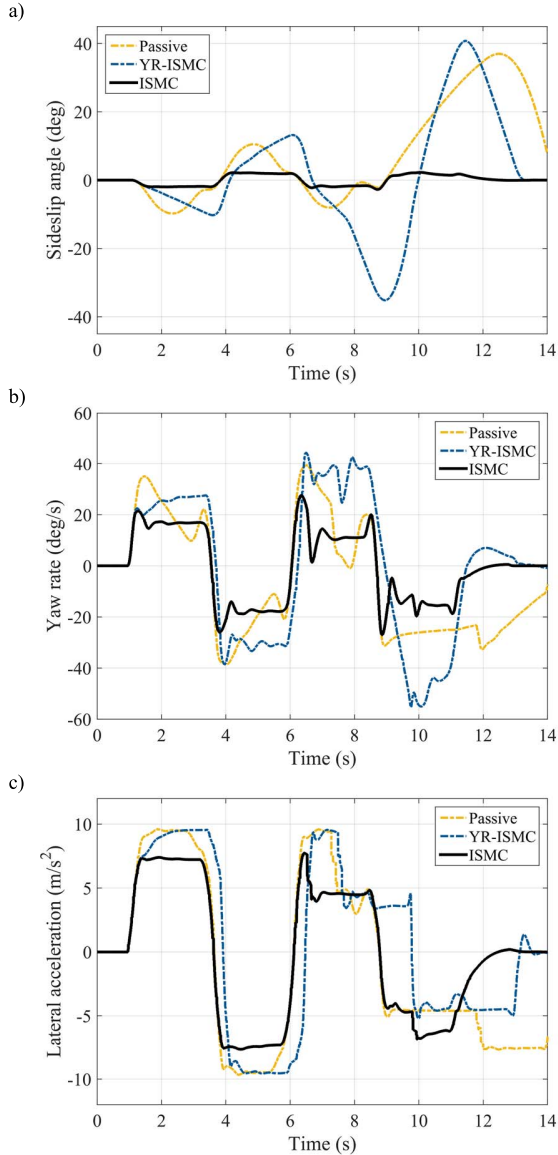 a)
40
20
0
-20
-40
Sideslip angle (deg)
Passive
YR-ISMC
ISMC
0 2 4 6 8 10 12 14
Time (s)
b)
60
40
20
0
-20
-40
-60
Yaw rate (deg/s)
Passive
YR-ISMC
ISMC
0 2 4 6 8 10 12 14
Time (s)
c)
10
5
0
-5
-10
Lateral acceleration (m/s²)
Passive
YR-ISMC
ISMC
0 2 4 6 8 10 12 14
Time (s)